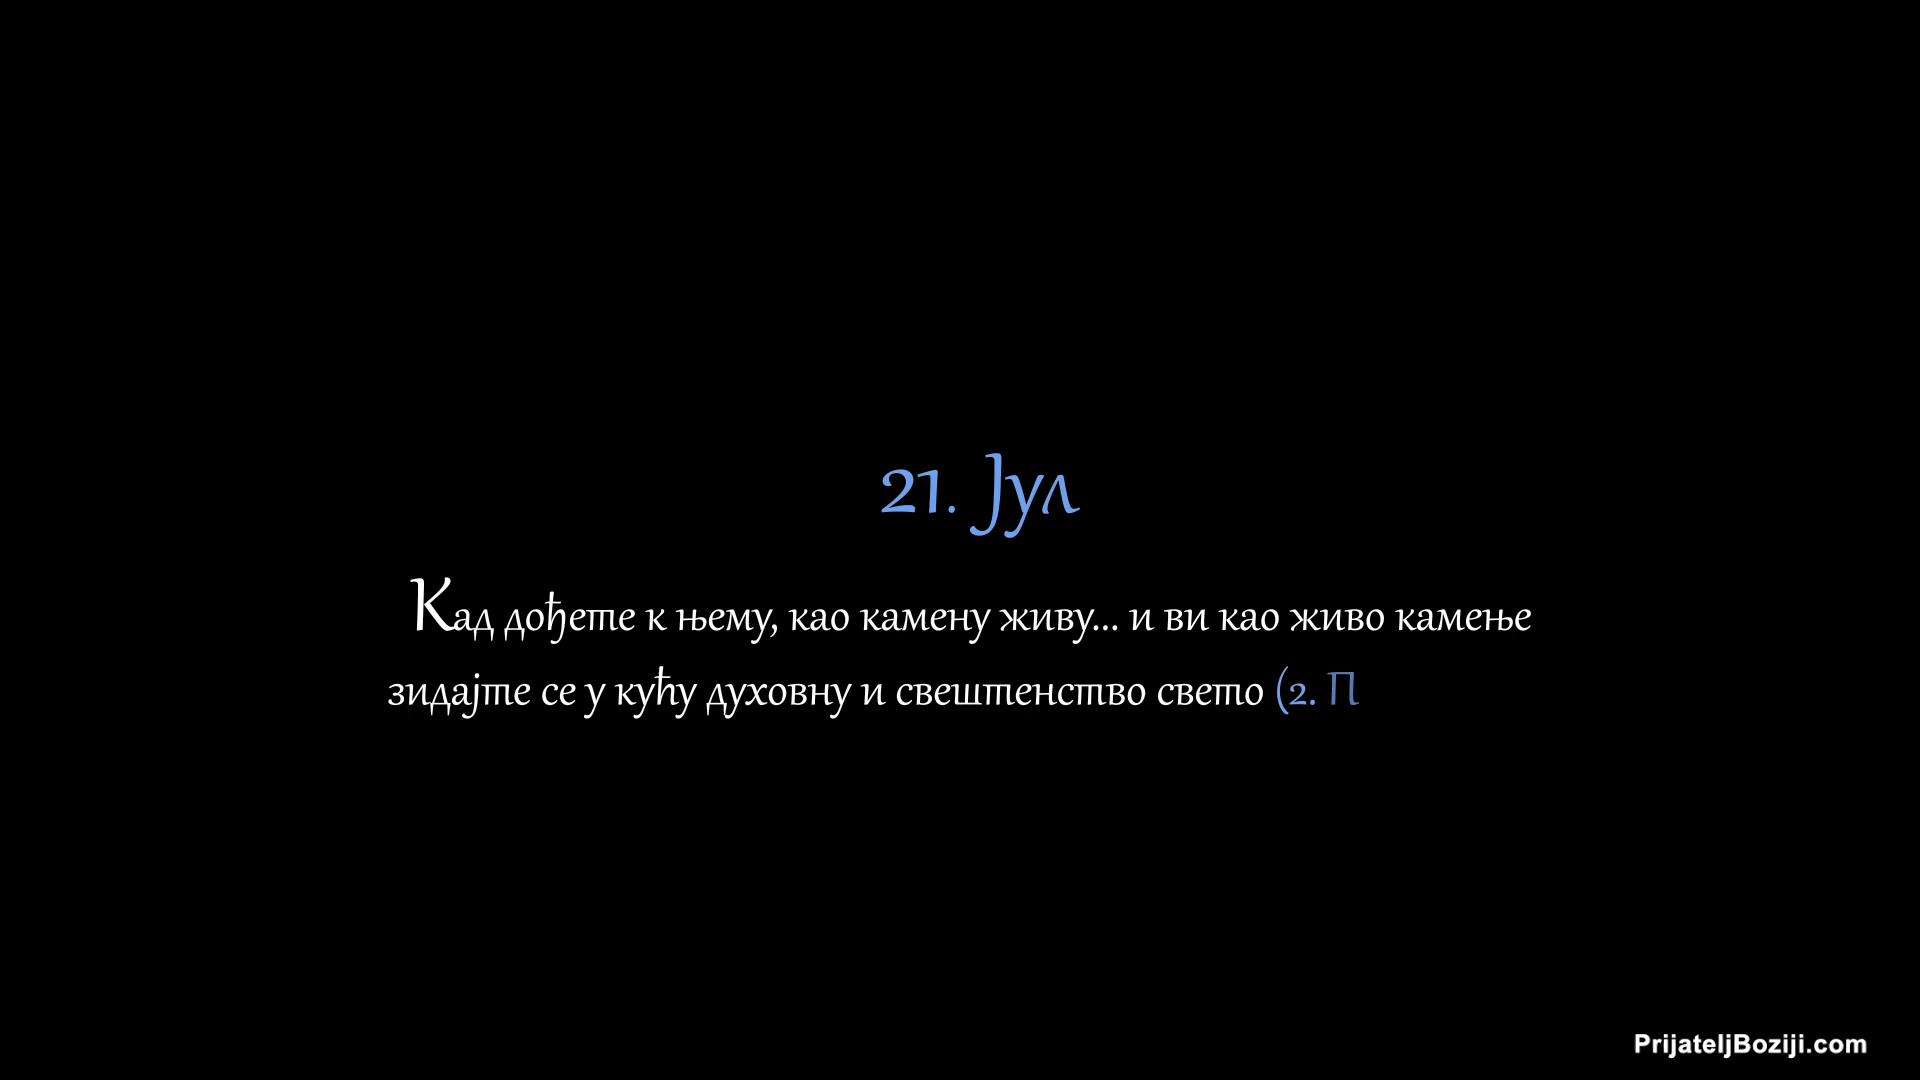 21. Јул
Кад дођете к њему, као камену живу... и ви као живо камење
зидајте се у кућу духовну и свештенство свето (2. П
PrijateljBoziji.com